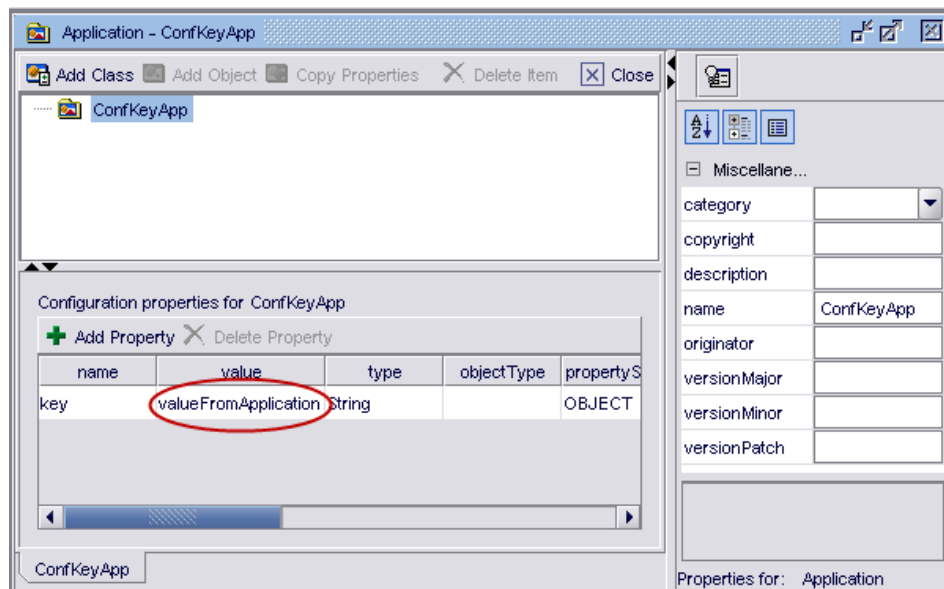 Application - ConfKeyApp
Add Class Add Object Copy Properties Delete Item Close
ConfKeyApp
Configuration properties for ConfKeyApp
Add Property Delete Property
name value type objectType propertyS
key valueFromApplication String OBJECT
ConfKeyApp
Miscellane...
category
copyright
description
name ConfKeyApp
originator
versionMajor
versionMinor
versionPatch
Properties for: Application